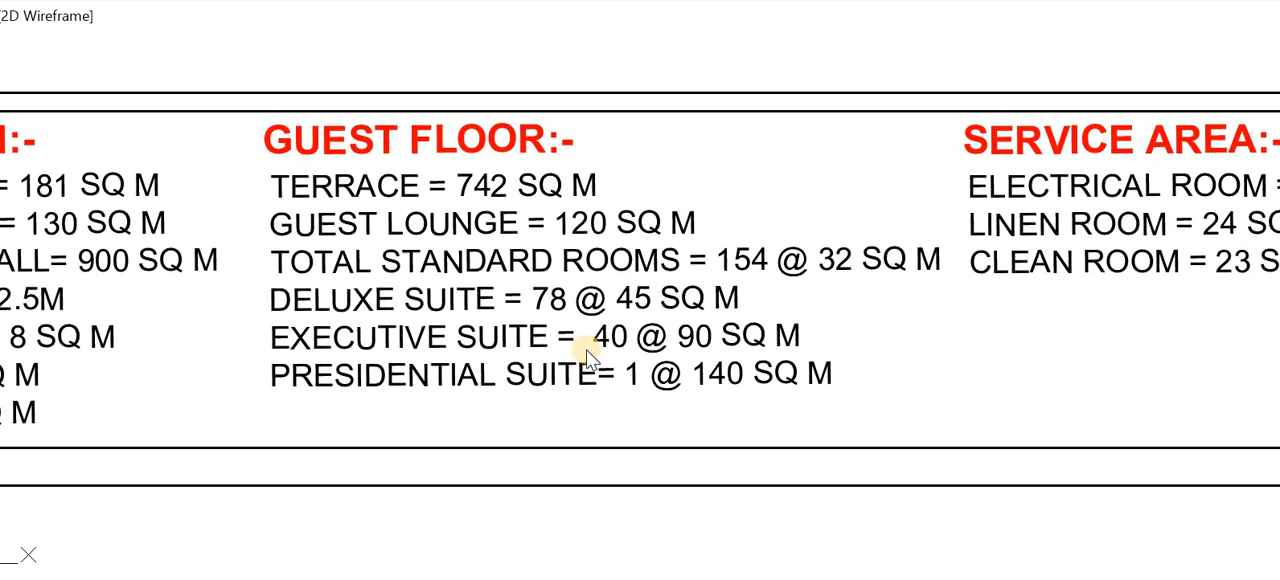 [2D Wireframe]
:-
= 181 SQ M
= 130 SQ M
ALL= 900 SQ M
2.5M
8 SQ M
M
M
GUEST FLOOR:-
TERRACE = 742 SQ M
GUEST LOUNGE = 120 SQ M
TOTAL STANDARD ROOMS = 154 @ 32 SQ M
DELUXE SUITE = 78 @ 45 SQ M
EXECUTIVE SUITE = 40 @ 90 SQ M
PRESIDENTIAL SUITE= 1 @ 140 SQ M
SERVICE AREA:-
ELECTRICAL ROOM =
LINEN ROOM = 24 SQ
CLEAN ROOM = 23 S